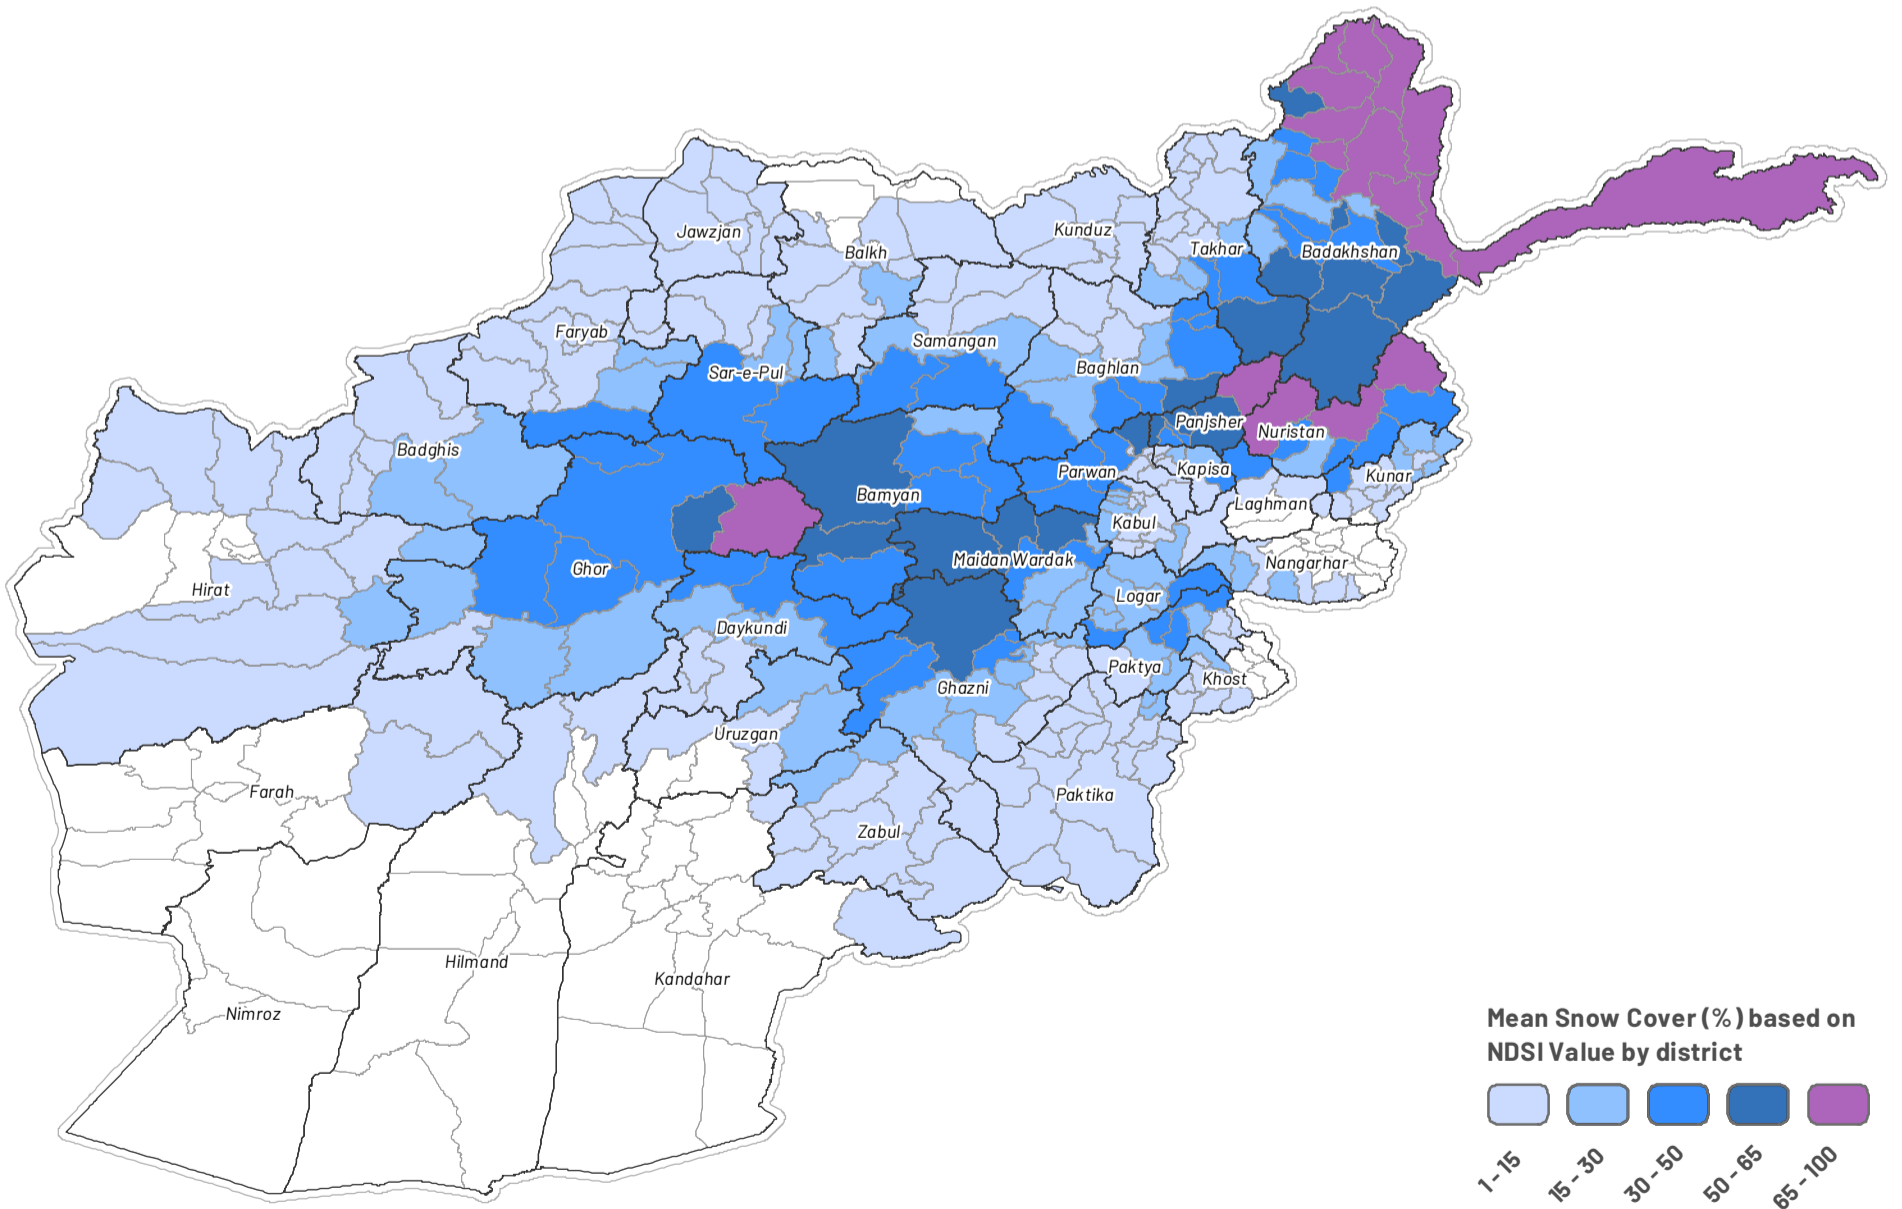 Jawzjan
Kunduz
Balkh
Takhar
Badakhshan
Faryab
Samangan
Sar-e-Pul
Baghlan
Panjsher
Nuristan
Badghis
Parwan
Kapisa
Kunar
Bamyan
Laghman
Kabul
Maidan Wardak
Nangarhar
Ghor
Hirat
Logar
Daykundi
Paktya
Khost
Ghazni
Uruzgan
Farah
Paktika
Zabul
Hilmand
Kandahar
Nimroz
Mean Snow Cover (%) based on
NDSI Value by district
1 - 15
15 - 30
30 - 50
50 - 65
65 - 100